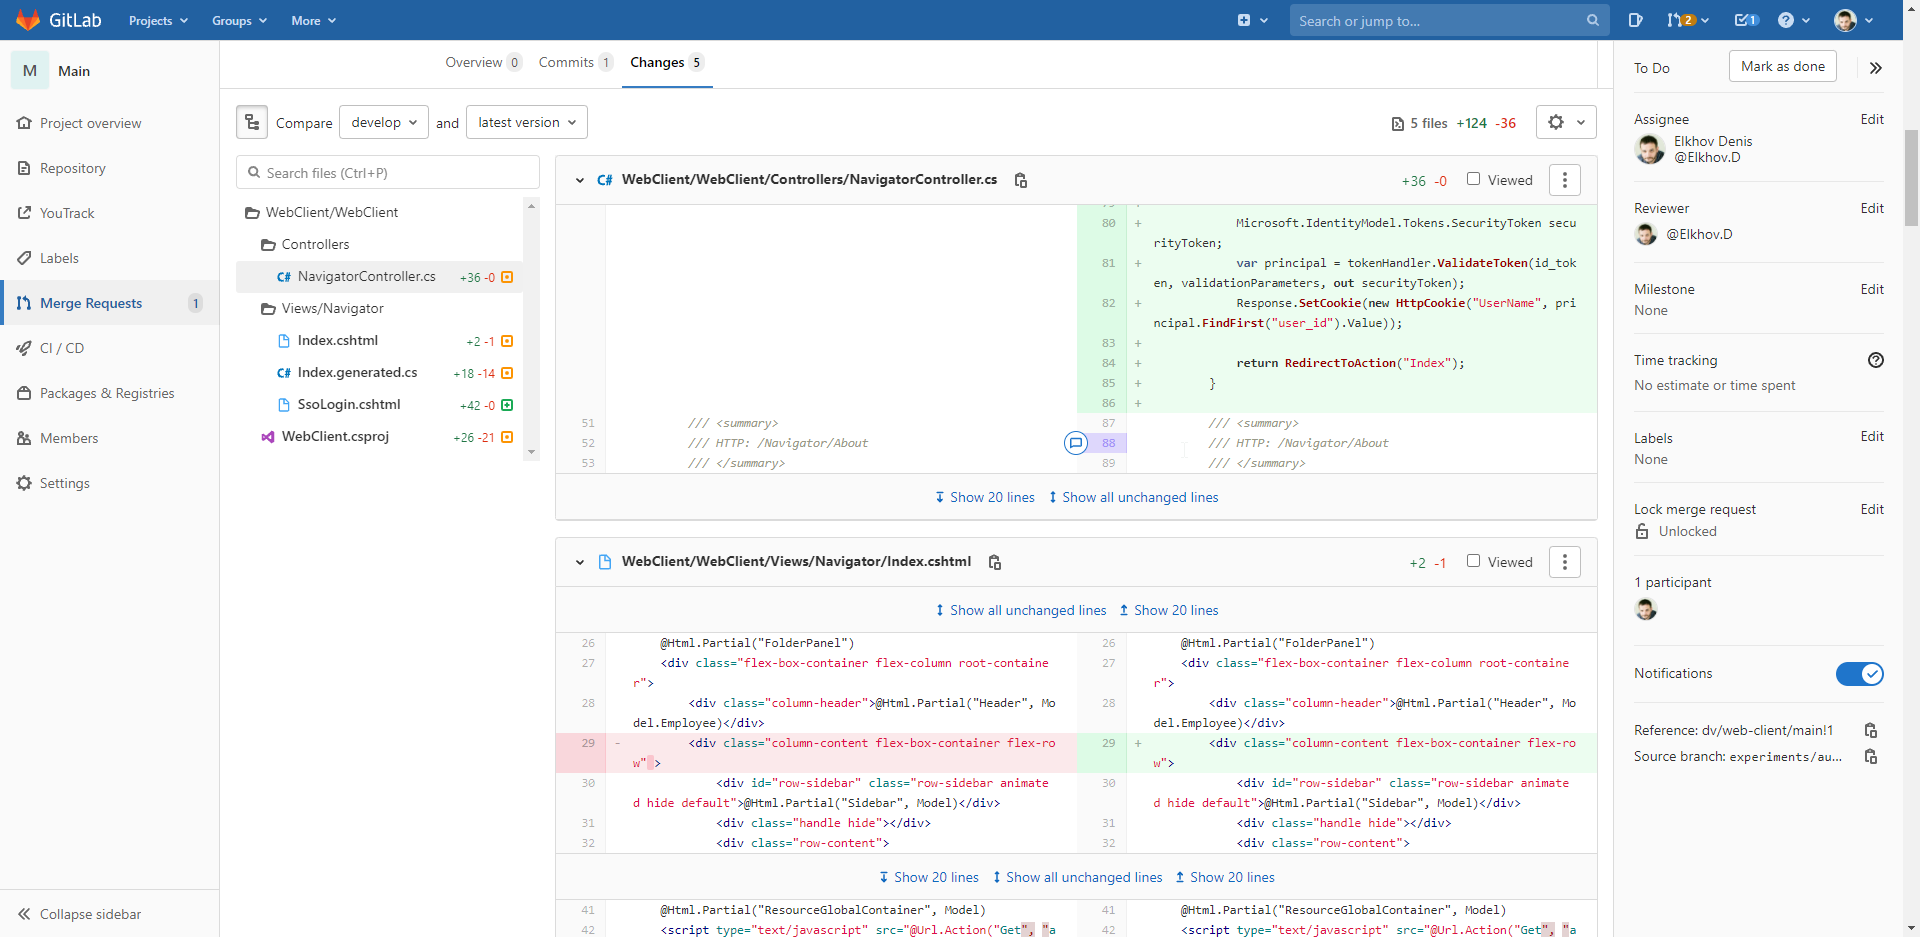 GitLab Projects Groups More Search or jump to... 2 1
M Main
Project overview
Repository
YouTrack
Labels
Merge Requests 1
CI / CD
Packages & Registries
Members
Settings
Collapse sidebar
Overview 0 Commits 1 Changes 5
Compare develop and latest version 5 files +124 -36
Search files (Ctrl+P)
WebClient/WebClient
Controllers
C# NavigatorController.cs +36 -0
Views/Navigator
Index.cshtml +2 -1
C# Index.generated.cs +18 -14
SsoLogin.cshtml +42 -0
WebClient.csproj +26 -21
C# WebClient/WebClient/Controllers/NavigatorController.cs +36 -0 Viewed
80 + Microsoft.IdentityModel.Tokens.SecurityToken secu
rityToken;
81 + var principal = tokenHandler.ValidateToken(id_tok
en, validationParameters, out securityToken);
82 + Response.SetCookie(new HttpCookie("UserName", pri
ncipal.FindFirst("user_id").Value));
83 +
84 + return RedirectToAction("Index");
85 + }
86 +
51 /// <summary> 87 /// <summary>
52 /// HTTP: /Navigator/About 88 /// HTTP: /Navigator/About
53 /// </summary> 89 /// </summary>
Show 20 lines Show all unchanged lines
WebClient/WebClient/Views/Navigator/Index.cshtml +2 -1 Viewed
Show all unchanged lines Show 20 lines
26 @Html.Partial("FolderPanel") 26 @Html.Partial("FolderPanel")
27 <div class="flex-box-container flex-column root-containe 27 <div class="flex-box-container flex-column root-containe
r"> r">
28 <div class="column-header">@Html.Partial("Header", Mo 28 <div class="column-header">@Html.Partial("Header", Mo
del.Employee)</div> del.Employee)</div>
29 - <div class="column-content flex-box-container flex-ro 29 + <div class="column-content flex-box-container flex-ro
w" > w">
30 <div id="row-sidebar" class="row-sidebar animate 30 <div id="row-sidebar" class="row-sidebar animate
d hide default">@Html.Partial("Sidebar", Model)</div> d hide default">@Html.Partial("Sidebar", Model)</div>
31 <div class="handle hide"></div> 31 <div class="handle hide"></div>
32 <div class="row-content"> 32 <div class="row-content">
Show 20 lines Show all unchanged lines Show 20 lines
41 @Html.Partial("ResourceGlobalContainer", Model) 41 @Html.Partial("ResourceGlobalContainer", Model)
42 <script type="text/javascript" src="@Url.Action("Get", "a 42 <script type="text/javascript" src="@Url.Action("Get", "a
To Do Mark as done
Assignee Edit
Elkhov Denis
@Elkhov.D
Reviewer Edit
@Elkhov.D
Milestone Edit
None
Time tracking
No estimate or time spent
Labels Edit
None
Lock merge request Edit
Unlocked
1 participant
Notifications
Reference: dv/web-client/main!1
Source branch: experiments/au...